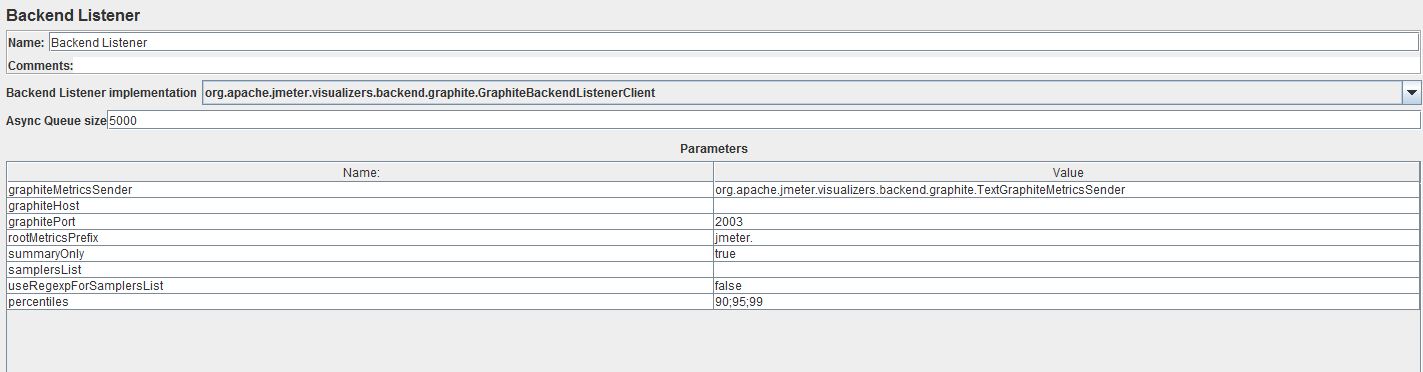 Backend Listener
Name: Backend Listener
Comments:
Backend Listener implementation org.apache.jmeter.visualizers.backend.graphite.GraphiteBackendListenerClient
Async Queue size 5000
Parameters
Name: Value
graphiteMetricsSender org.apache.jmeter.visualizers.backend.graphite.TextGraphiteMetricsSender
graphiteHost
graphitePort 2003
rootMetricsPrefix jmeter.
summaryOnly true
samplersList
useRegexpForSamplersList false
percentiles 90;95;99